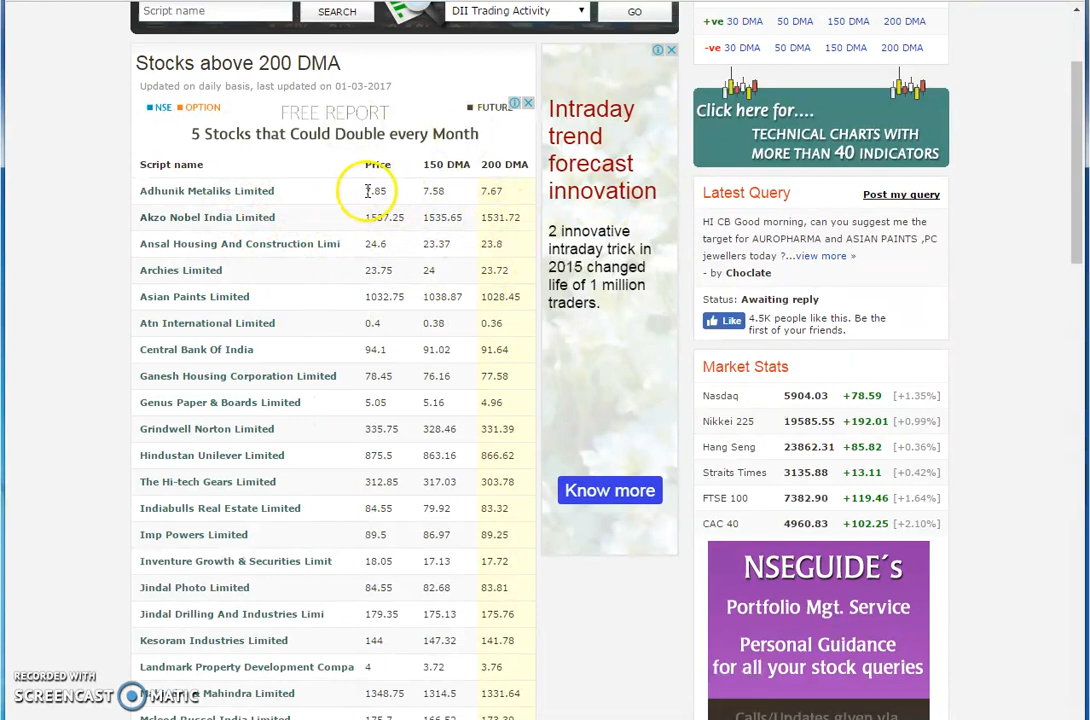 Script name
SEARCH
DII Trading Activity
GO
Stocks above 200 DMA
Updated on daily basis, last updated on 01-03-2017
NSE OPTION
FUTUR
FREE REPORT
5 Stocks that Could Double every Month
Script name Price 150 DMA 200 DMA
Adhunik Metaliks Limited 7.85 7.58 7.67
Akzo Nobel India Limited 1537.25 1535.65 1531.72
Ansal Housing And Construction Limi 24.6 23.37 23.8
Archies Limited 23.75 24 23.72
Asian Paints Limited 1032.75 1038.87 1028.45
Atn International Limited 0.4 0.38 0.36
Central Bank Of India 94.1 91.02 91.64
Ganesh Housing Corporation Limited 78.45 76.16 77.58
Genus Paper & Boards Limited 5.05 5.16 4.96
Grindwell Norton Limited 335.75 328.46 331.39
Hindustan Unilever Limited 875.5 863.16 866.62
The Hi-tech Gears Limited 312.85 317.03 303.78
Indiabulls Real Estate Limited 84.55 79.92 83.32
Imp Powers Limited 89.5 86.97 89.25
Inventure Growth & Securities Limit 18.05 17.13 17.72
Jindal Photo Limited 84.55 82.68 83.81
Jindal Drilling And Industries Limi 179.35 175.13 175.76
Kesoram Industries Limited 144 147.32 141.78
Landmark Property Development Compa 4 3.72 3.76
Mahindra Limited 1348.75 1314.5 1331.64
Mcleod Russel India Limited 175.7 166.52 173.39
RECORDED WITH
SCREENCAST MATIC
Intraday
trend
forecast
innovation
2 innovative
intraday trick in
2015 changed
life of 1 million
traders.
Know more
+ve 30 DMA 50 DMA 150 DMA 200 DMA
-ve 30 DMA 50 DMA 150 DMA 200 DMA
Click here for....
TECHNICAL CHARTS WITH
MORE THAN 40 INDICATORS
Latest Query Post my query
HI CB Good morning, can you suggest me the
target for AUROPHARMA and ASIAN PAINTS ,PC
jewellers today ?...view more »
- by Choclate
Status: Awaiting reply
Like 4.5K people like this. Be the
first of your friends.
Market Stats
Nasdaq 5904.03 +78.59 [+1.35%]
Nikkei 225 19585.55 +192.01 [+0.99%]
Hang Seng 23862.31 +85.82 [+0.36%]
Straits Times 3135.88 +13.11 [+0.42%]
FTSE 100 7382.90 +119.46 [+1.64%]
CAC 40 4960.83 +102.25 [+2.10%]
NSEGUIDE´s
Portfolio Mgt. Service
Personal Guidance
for all your stock queries
Calls/Updates given via